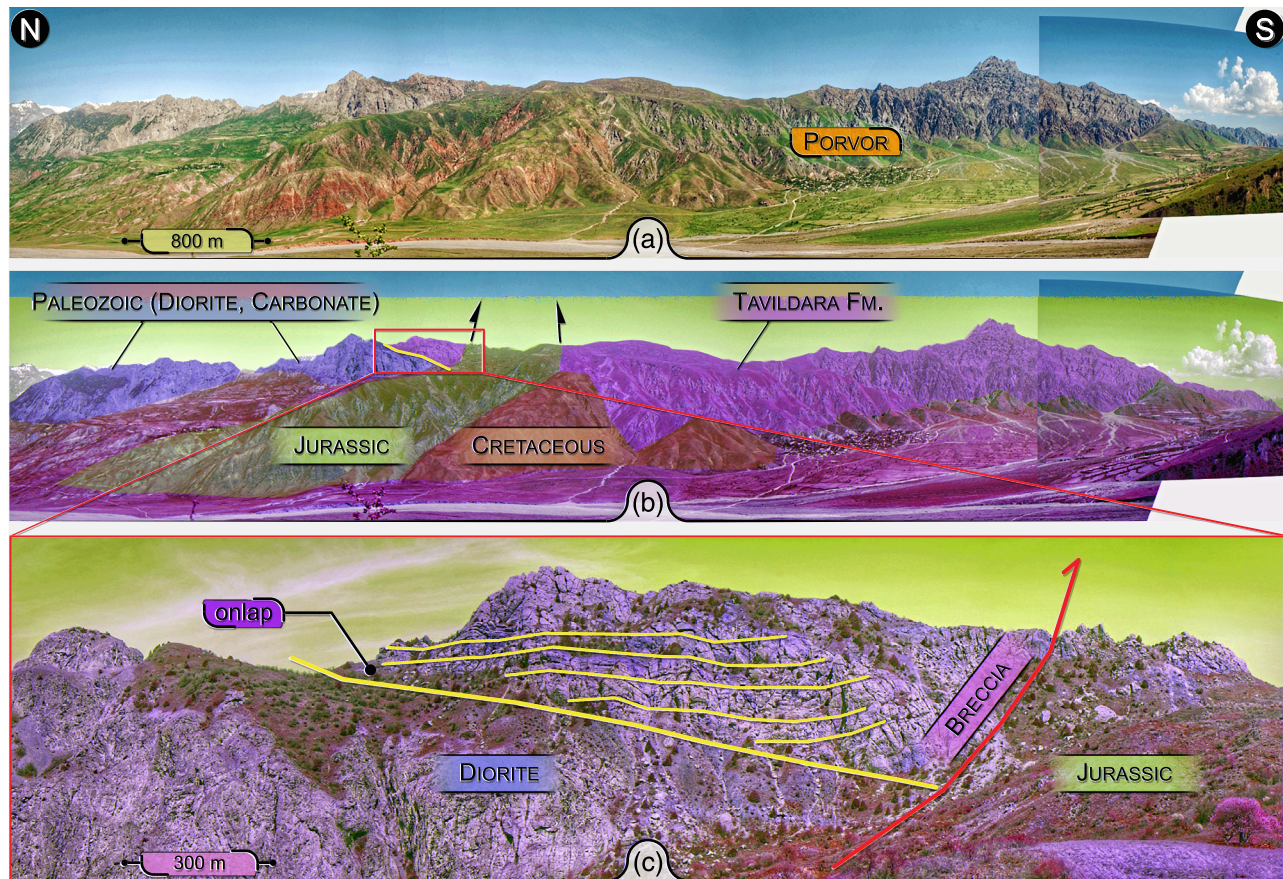 N
S
PORVOR
800 m
(a)
PALEOZOIC (DIORITE, CARBONATE)
TAVILDARA FM.
JURASSIC
CRETACEOUS
(b)
onlap
BRECCIA
DIORITE
JURASSIC
300 m
(c)